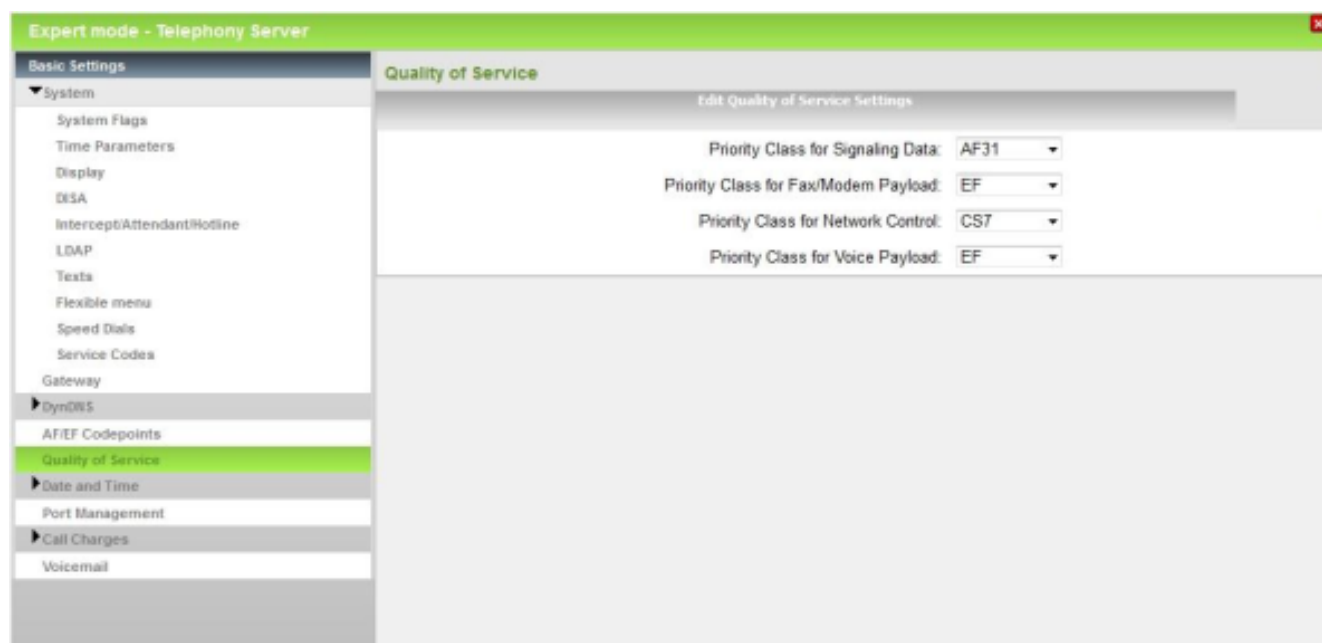 Expert mode - Telephony Server
Basic Settings
System
System Flags
Time Parameters
Display
DISA
Intercept/Attendant/Hotline
LDAP
Texts
Flexible menu
Speed Dials
Service Codes
Gateway
DynDNS
AF/EF Codepoints
Quality of Service
Date and Time
Port Management
Call Charges
Voicemail
Quality of Service
Edit Quality of Service Settings
Priority Class for Signaling Data: AF31
Priority Class for Fax/Modem Payload: EF
Priority Class for Network Control: CS7
Priority Class for Voice Payload: EF